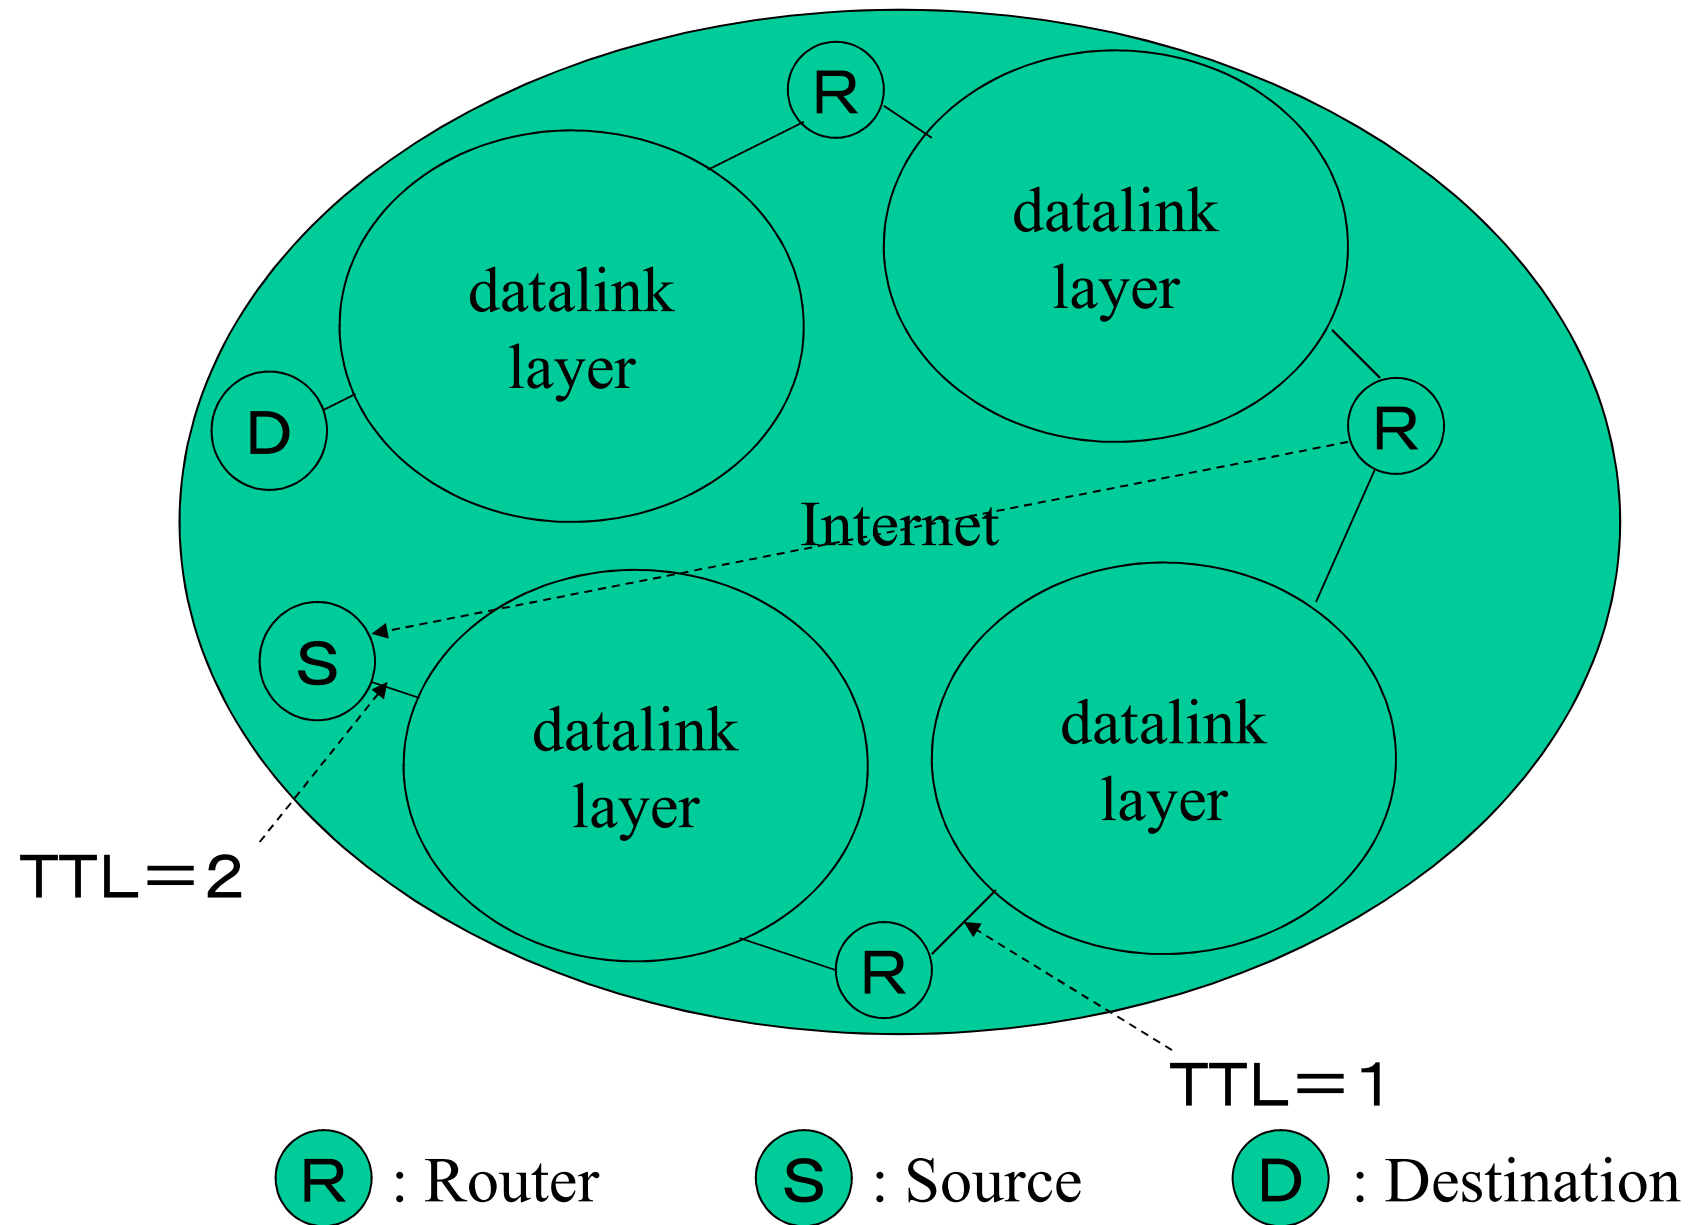 R
datalink
layer
datalink
layer
D
R
Internet
S
datalink
layer
datalink
layer
TTL=2
R
TTL=1
R : Router S : Source D : Destination